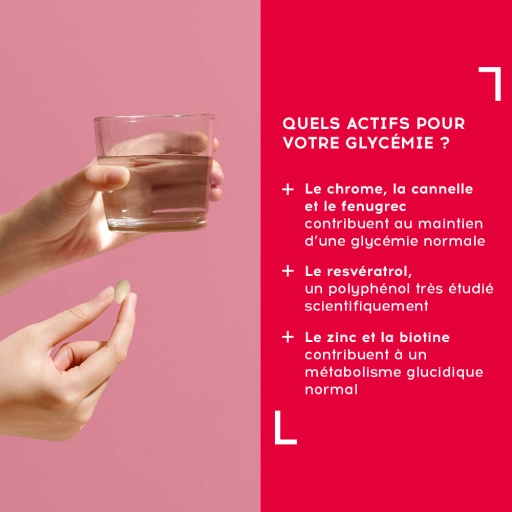 QUELS ACTIFS POUR
VOTRE GLYCÉMIE ?
+ Le chrome, la cannelle
et le fenugrec
contribuent au maintien
d'une glycémie normale
+ Le resvératrol,
un polyphénol très étudié
scientifiquement
+ Le zinc et la biotine
contribuent à un
métabolisme glucidique
normal